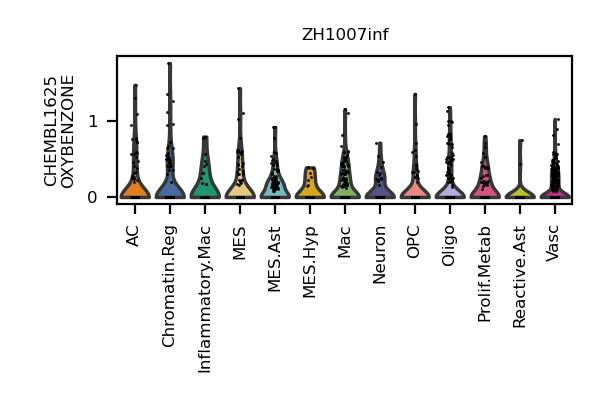 ZH1007inf
CHEMBL1625
OXYBENZONE
1
0
AC
Chromatin.Reg
Inflammatory.Mac
MES
MES.Ast
MES.Hyp
Mac
Neuron
OPC
Oligo
Prolif.Metab
Reactive.Ast
Vasc